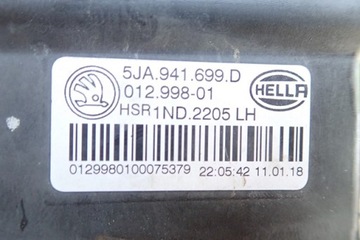 5JA.941.699.D
012.998-01
HELLA
HSR1ND.2205 LH
0129980100075379 22:05:42 11.01.18